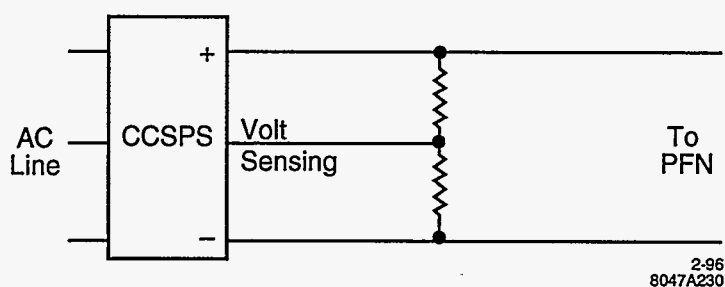 +
AC
Line
CCSPS
Volt
Sensing
To
PFN
−
2-96
8047A230